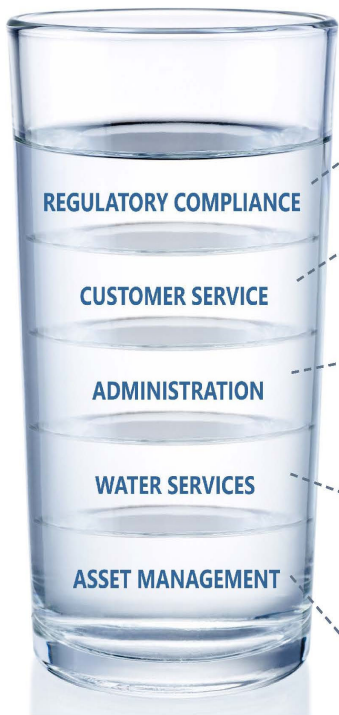 REGULATORY COMPLIANCE
CUSTOMER SERVICE
ADMINISTRATION
WATER SERVICES
ASSET MANAGEMENT